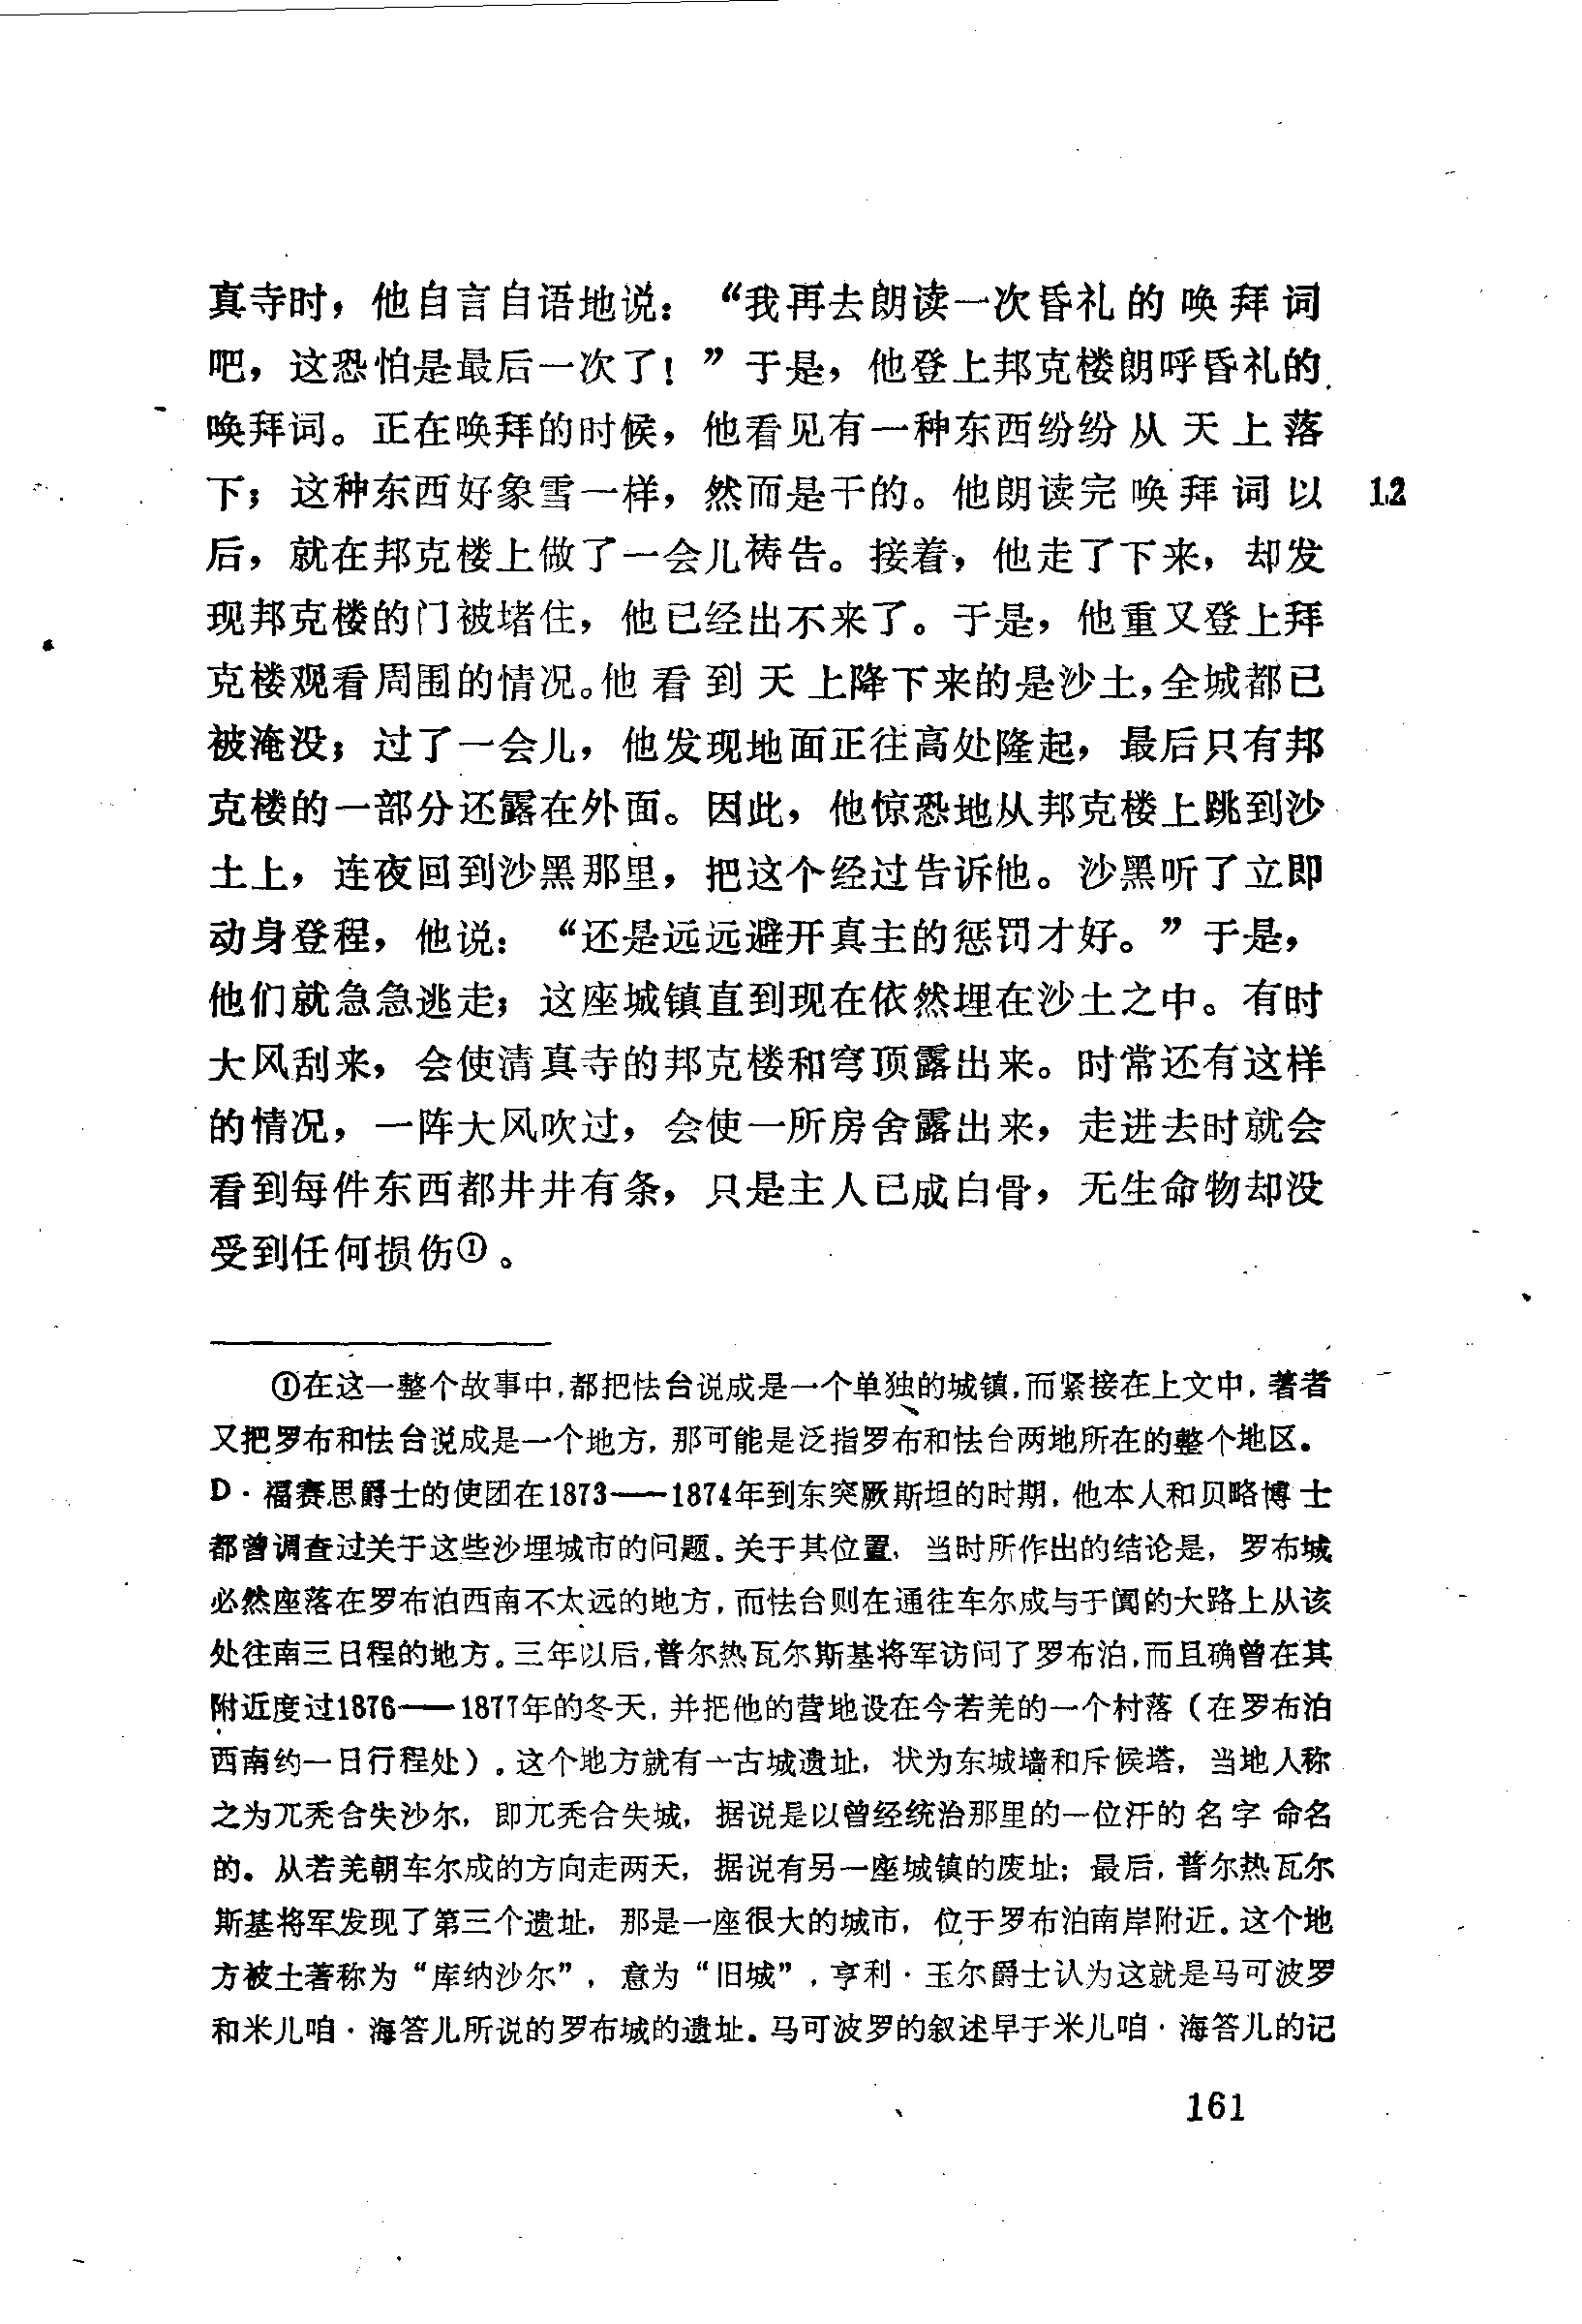 真寺时，他自言自语地说：“我再去朗读一次昏礼的唤拜词
吧，这恐怕是最后一次了！”于是，他登上邦克楼朗呼昏礼的
唤拜词。正在唤拜的时候，他看见有一种东西纷纷从天上落
下；这种东西好象雪一样，然而是干的。他朗读完唤拜词以
12
后，就在邦克楼上做了一会儿祷告。接着，他走了下来，却发
现邦克楼的门被堵住，他已经出不来了。于是，他重又登上拜
克楼观看周围的情况。他看到天上降下来的是沙土，全城都已
被淹没；过了一会儿，他发现地面正往高处隆起，最后只有邦
克楼的一部分还露在外面。因此，他惊恐地从邦克楼上跳到沙
土上，连夜回到沙黑那里，把这个经过告诉他。沙黑听了立即
动身登程，他说：“还是远远避开真主的惩罚才好。”于是，
他们就急急逃走；这座城镇直到现在依然埋在沙土之中。有时
大风刮来，会使清真寺的邦克楼和穹顶露出来。时常还有这样
的情况，一阵大风吹过，会使一所房舍露出来，走进去时就会
看到每件东西都井井有条，只是主人已成白骨，无生命物却没
受到任何损伤①。
①在这一整个故事中，都把怯台说成是一个单独的城镇，而紧接在上文中，著者
又把罗布和怯台说成是一个地方，那可能是泛指罗布和怯台两地所在的整个地区。
D·福赛思爵士的使团在1873——1874年到东突厥斯坦的时期，他本人和贝略博士
都曾调查过关于这些沙埋城市的问题。关于其位置，当时所作出的结论是，罗布城
必然座落在罗布泊西南不太远的地方，而怯台则在通往车尔成与于阗的大路上从该
处往南三日程的地方。三年以后，普尔热瓦尔斯基将军访问了罗布泊，而且确曾在其
附近度过1876——1877年的冬天，并把他的营地设在今若羌的一个村落（在罗布泊
西南约一日行程处）。这个地方就有一古城遗址，状为东城墙和斥候塔，当地人称
之为兀秃合失沙尔，即兀秃合失城，据说是以曾经统治那里的一位汗的名字命名
的。从若羌朝车尔成的方向走两天，据说有另一座城镇的废址；最后，普尔热瓦尔
斯基将军发现了第三个遗址，那是一座很大的城市，位于罗布泊南岸附近。这个地
方被土著称为“库纳沙尔”，意为“旧城”，亨利·玉尔爵士认为这就是马可波罗
和米儿咱·海答儿所说的罗布城的遗址。马可波罗的叙述早于米儿咱·海答儿的记
161